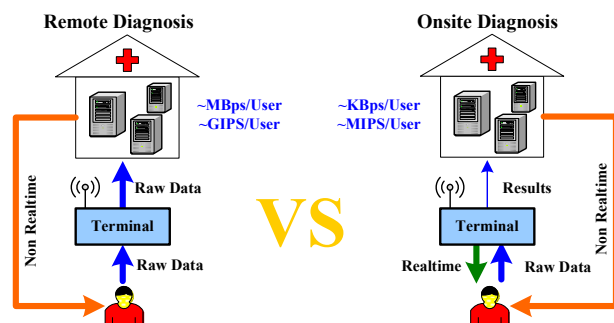 Remote Diagnosis
Onsite Diagnosis
~MBps/User
~GIPS/User
~KBps/User
~MIPS/User
Non Realtime
Raw Data
Terminal
Raw Data
VS
Results
Terminal
Realtime
Raw Data
Non Realtime